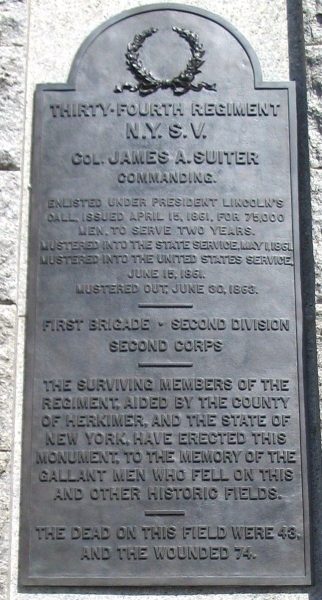 THIRTY-FOURTH REGIMENT
N.Y.S.V.
COL. JAMES A. SUITER
COMMANDING.
ENLISTED UNDER PRESIDENT LINCOLN'S
CALL, ISSUED APRIL 15, 1861, FOR 75,000
MEN, TO SERVE TWO YEARS.
MUSTERED INTO THE STATE SERVICE, MAY 1, 1861.
MUSTERED INTO THE UNITED STATES SERVICE,
JUNE 15, 1861.
MUSTERED OUT, JUNE 30, 1863.
FIRST BRIGADE - SECOND DIVISION
SECOND CORPS
THE SURVIVING MEMBERS OF THE
REGIMENT, AIDED BY THE COUNTY
OF HERKIMER, AND THE STATE OF
NEW YORK, HAVE ERECTED THIS
MONUMENT, TO THE MEMORY OF THE
GALLANT MEN WHO FELL ON THIS
AND OTHER HISTORIC FIELDS.
THE DEAD ON THIS FIELD WERE 43,
AND THE WOUNDED 74.